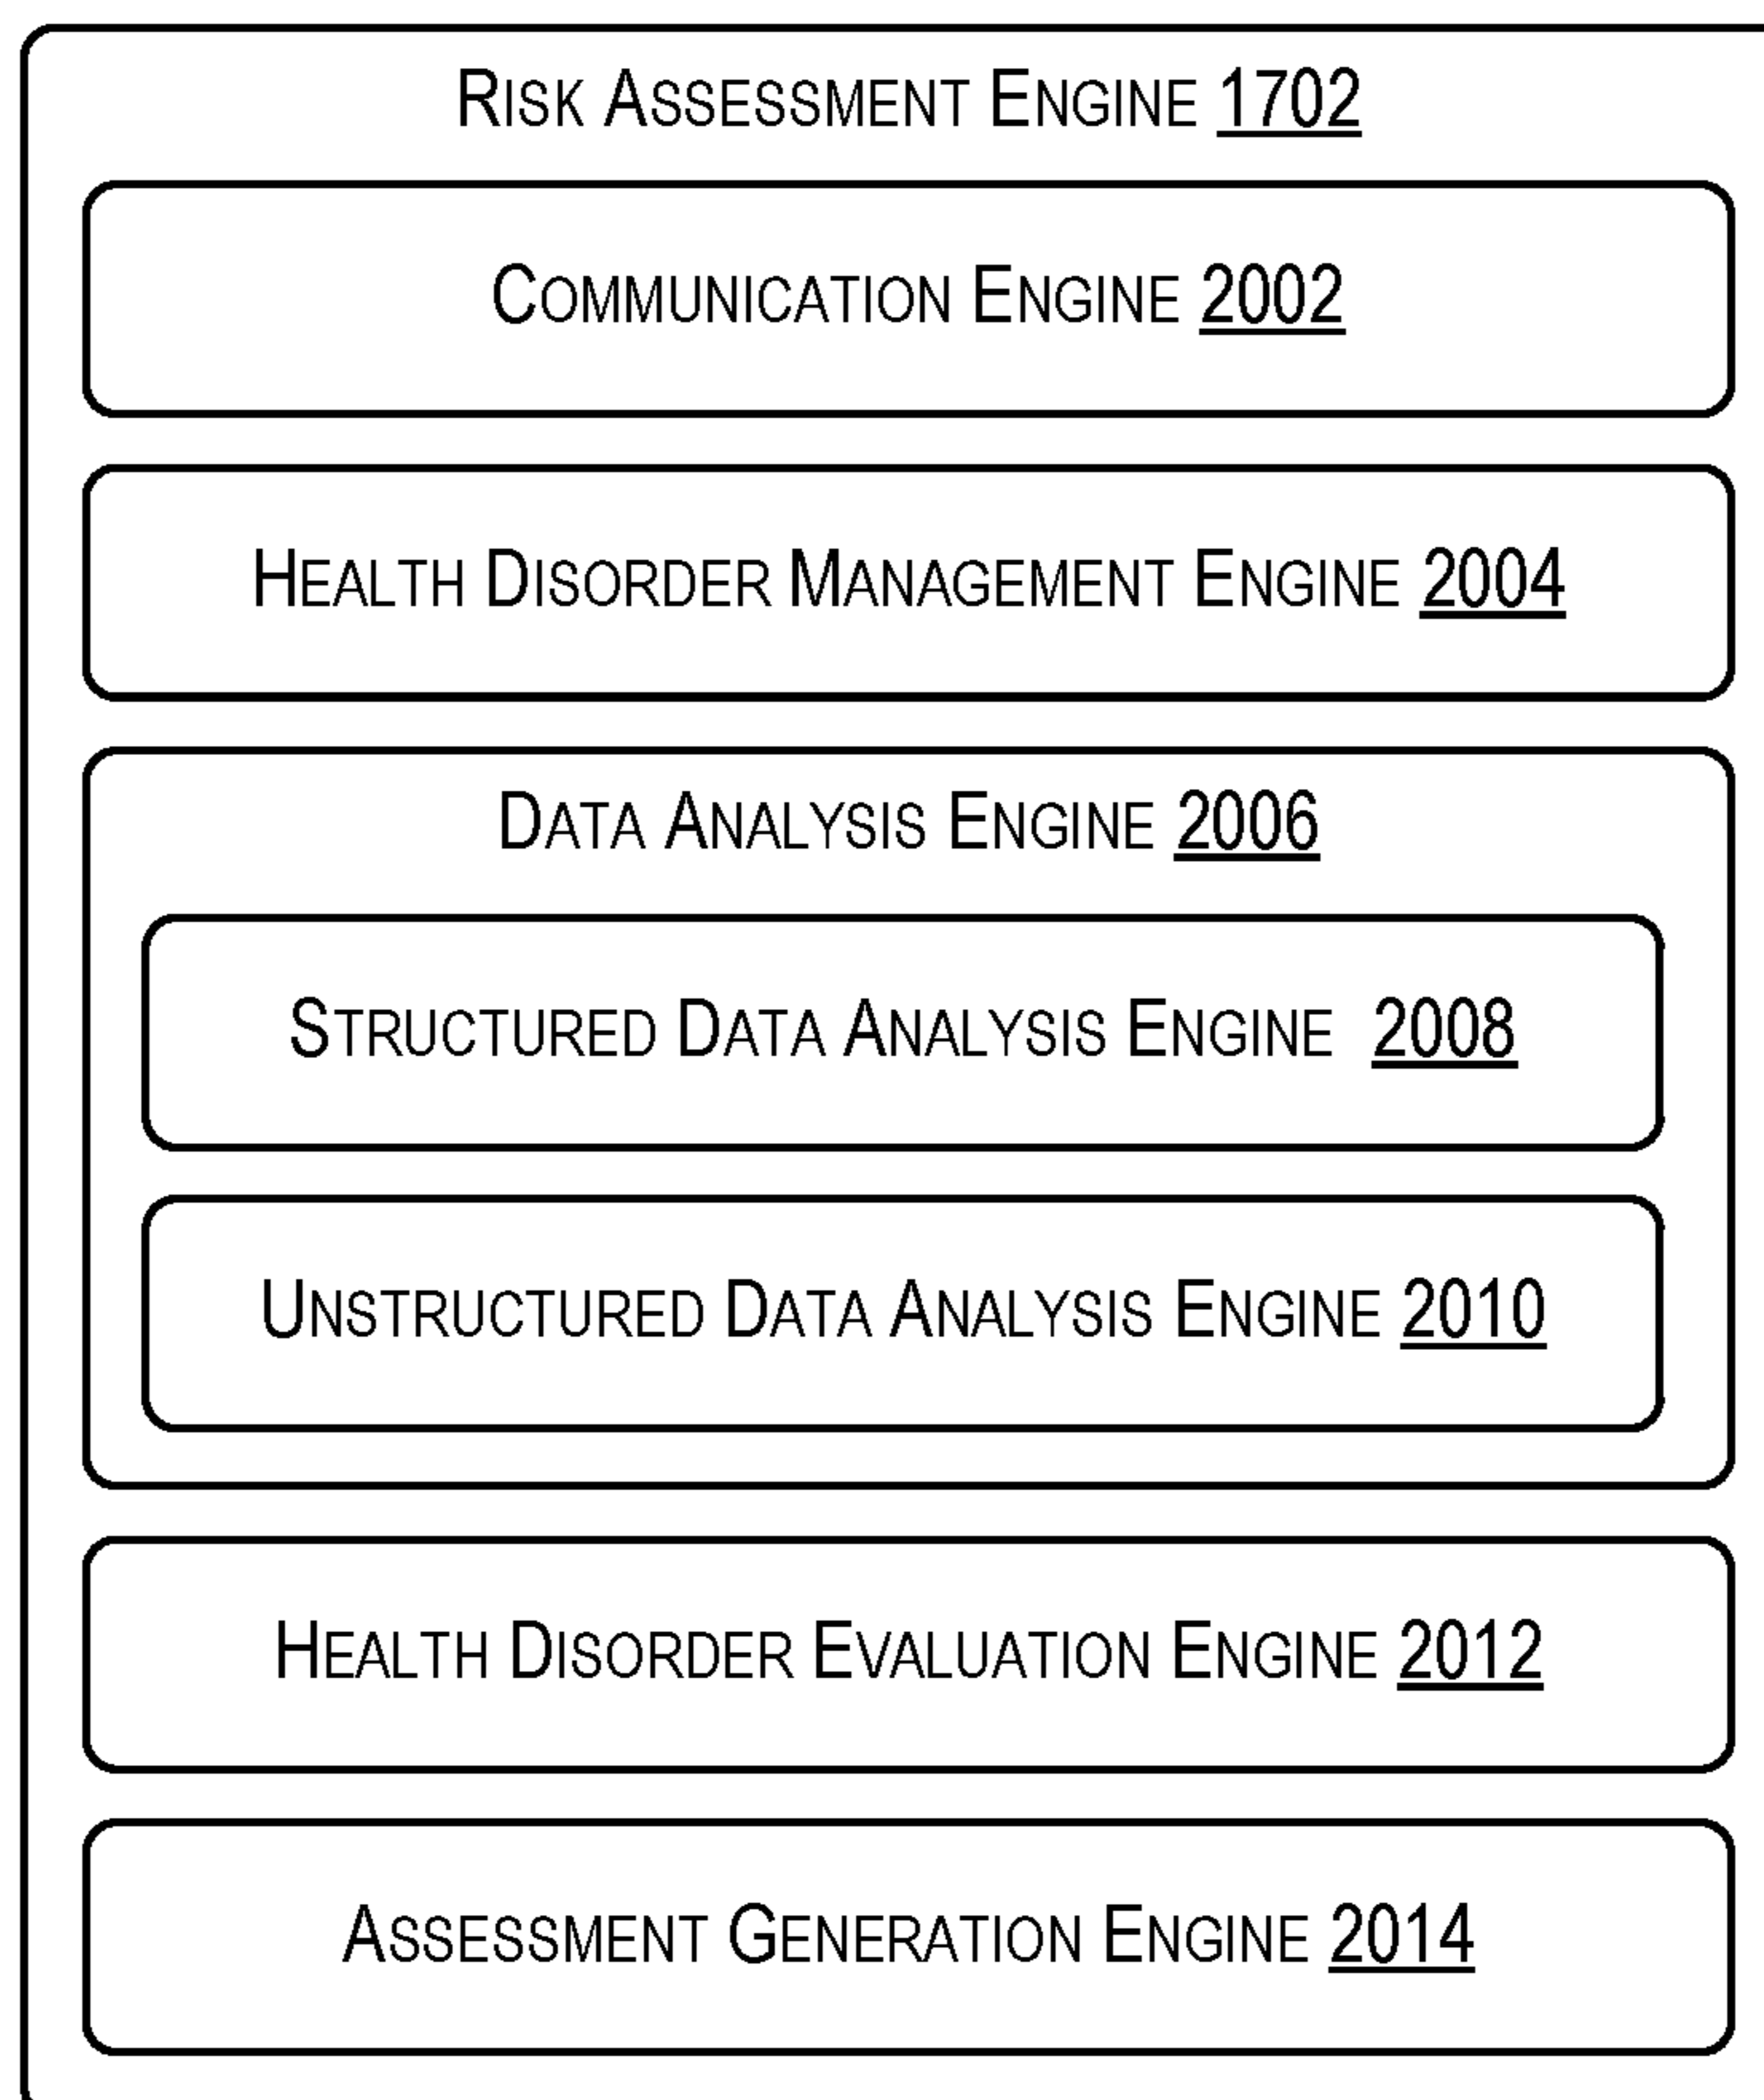 RISK ASSESSMENT ENGINE 1702
COMMUNICATION ENGINE 2002
HEALTH DISORDER MANAGEMENT ENGINE 2004
DATA ANALYSIS ENGINE 2006
STRUCTURED DATA ANALYSIS ENGINE 2008
UNSTRUCTURED DATA ANALYSIS ENGINE 2010
HEALTH DISORDER EVALUATION ENGINE 2012
ASSESSMENT GENERATION ENGINE 2014